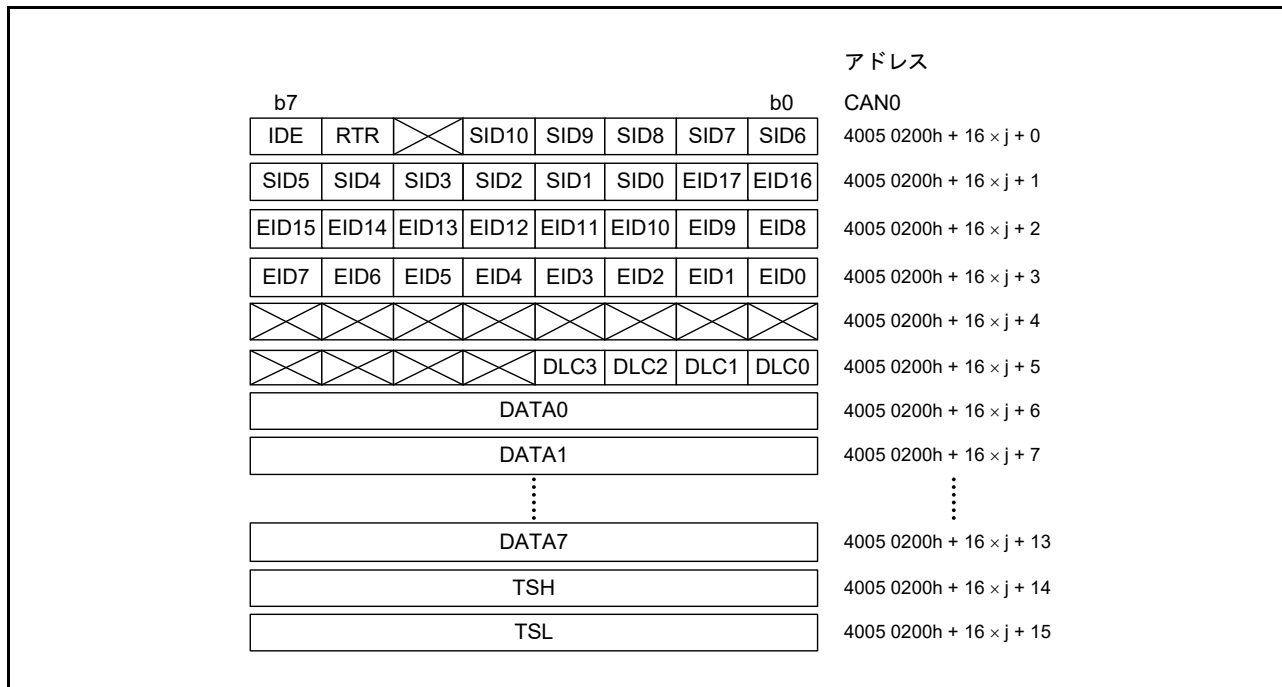 アドレス
b7 b0 CAN0
IDE RTR SID10 SID9 SID8 SID7 SID6 4005 0200h + 16 × j + 0
SID5 SID4 SID3 SID2 SID1 SID0 EID17 EID16 4005 0200h + 16 × j + 1
EID15 EID14 EID13 EID12 EID11 EID10 EID9 EID8 4005 0200h + 16 × j + 2
EID7 EID6 EID5 EID4 EID3 EID2 EID1 EID0 4005 0200h + 16 × j + 3
4005 0200h + 16 × j + 4
DLC3 DLC2 DLC1 DLC0 4005 0200h + 16 × j + 5
DATA0 4005 0200h + 16 × j + 6
DATA1 4005 0200h + 16 × j + 7
DATA7 4005 0200h + 16 × j + 13
TSH 4005 0200h + 16 × j + 14
TSL 4005 0200h + 16 × j + 15